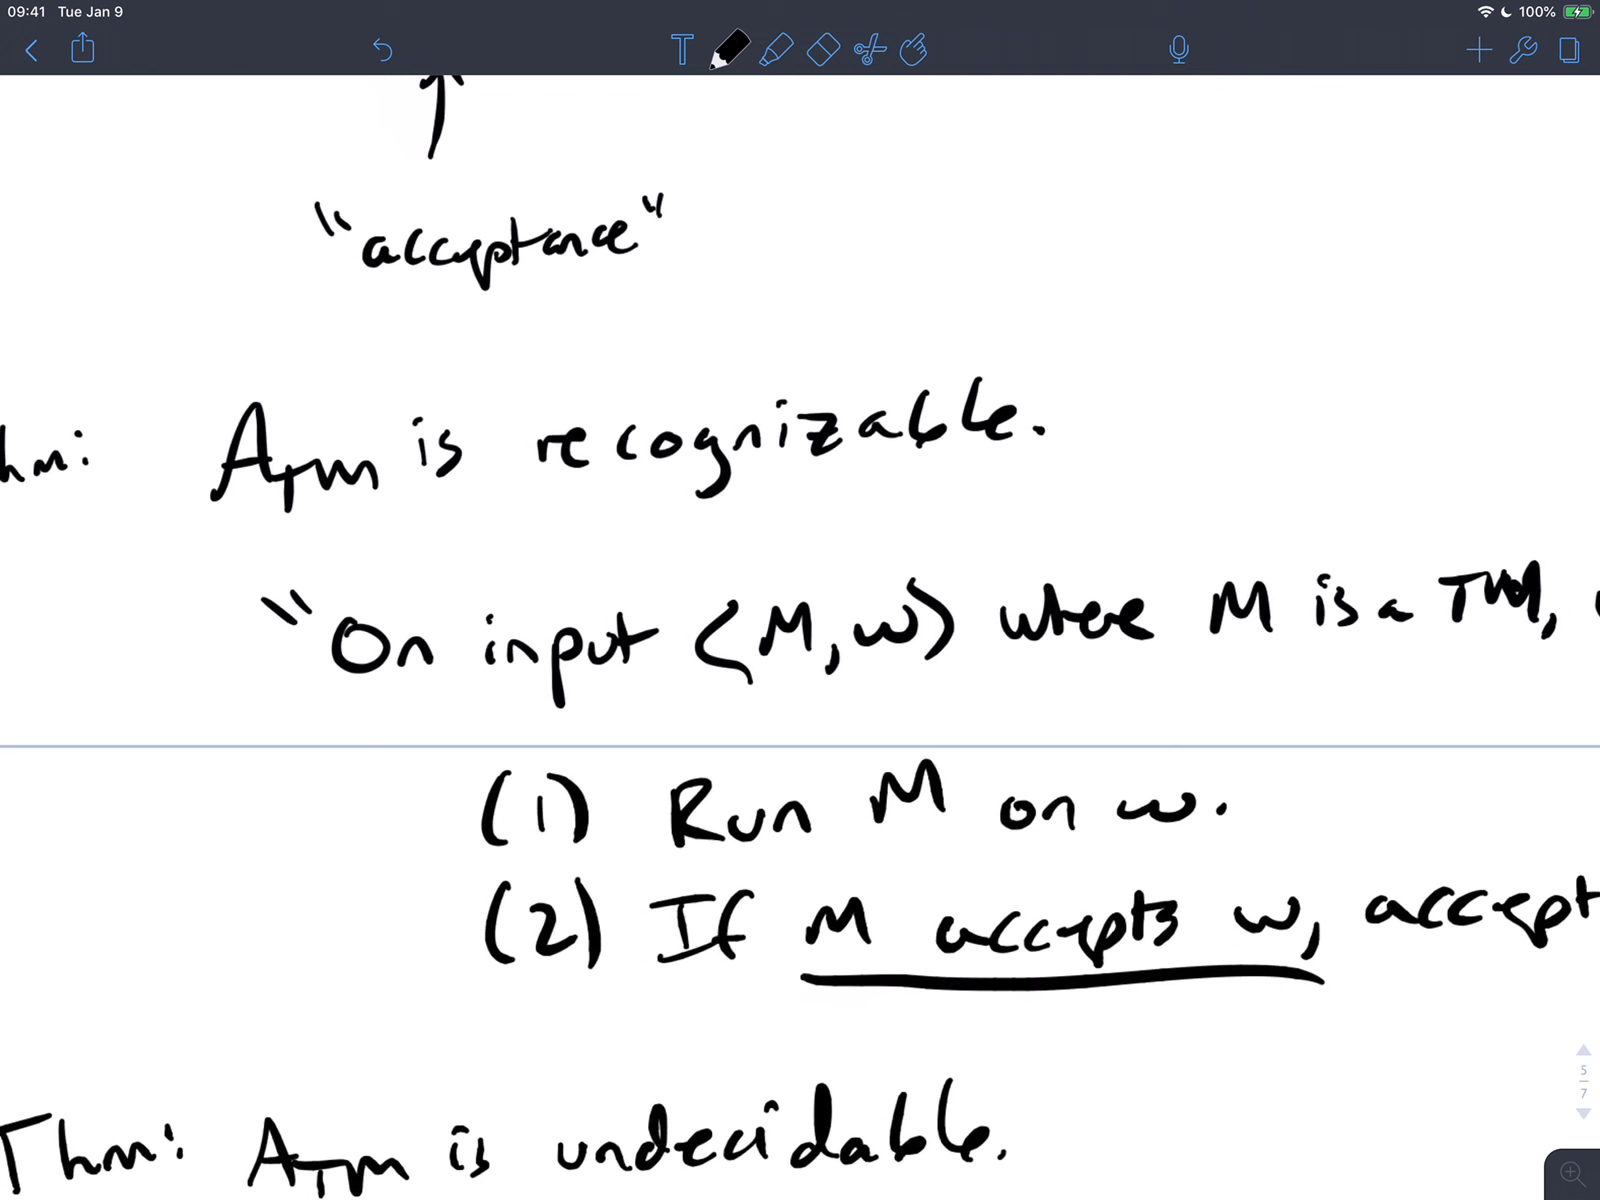 09:41 Tue Jan 9 100%
T
"acceptance"
hm: ATM is recognizable.
"On input ⟨M, w⟩ where M is a TM,
(1) Run M on w.
(2) If M accepts w, accept
5
7
Thm: ATM is undecidable.